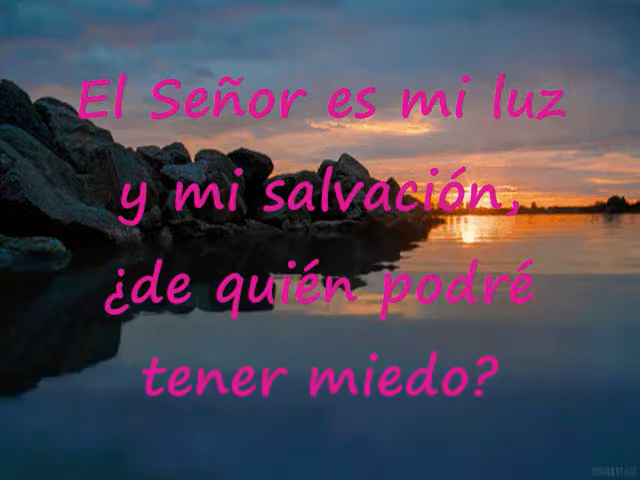 El Señor es mi luz
y mi salvación,
¿de quién podré
tener miedo?